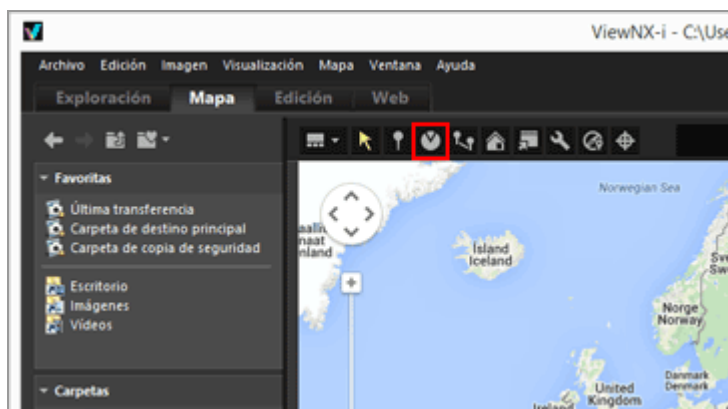 ViewNX-i - C:\Use
Archivo Edición Imagen Visualización Mapa Ventana Ayuda
Exploración Mapa Edición Web
Favoritas
Última transferencia
Carpeta de destino principal
Carpeta de copia de seguridad
Escritorio
Imágenes
Vídeos
Carpetas
Norwegian Sea
Island
Iceland
Norge
Norway
Danmark
Denmark
United
Kingdom